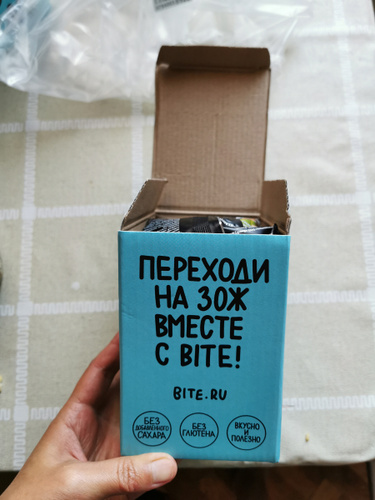 ПЕРЕХОДИ
НА ЗОЖ
ВМЕСТЕ
С BITE!
BITE.RU
БЕЗ
ДОБАВЛЕННОГО
САХАРА
БЕЗ
ГЛЮТЕНА
ВКУСНО
И
ПОЛЕЗНО